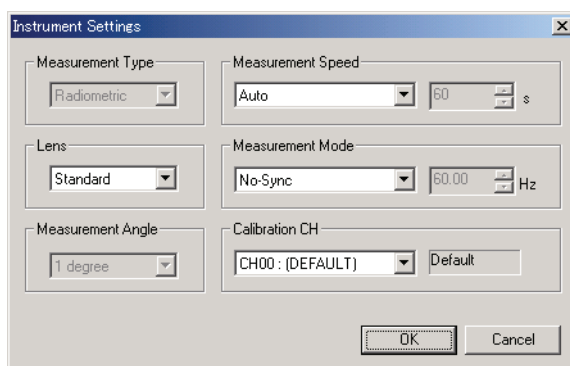 Instrument Settings
Measurement Type
Radiometric
Measurement Speed
Auto
60
s
Lens
Standard
Measurement Mode
No-Sync
60.00
Hz
Measurement Angle
1 degree
Calibration CH
CH00 : (DEFAULT)
Default
OK
Cancel